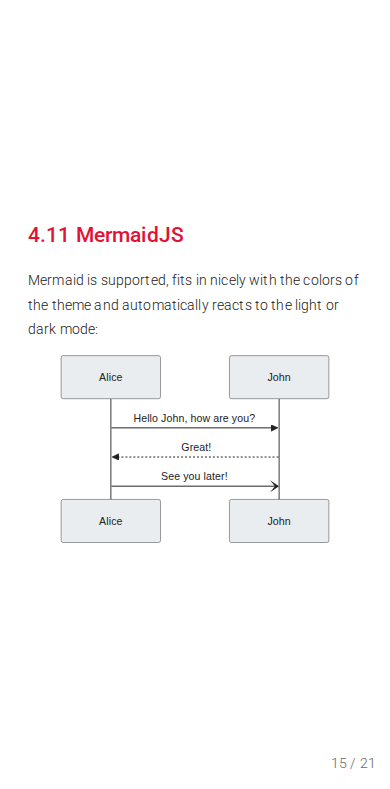 4.11 MermaidJS
Mermaid is supported, fits in nicely with the colors of
the theme and automatically reacts to the light or
dark mode:
Alice
John
Hello John, how are you?
Great!
See you later!
Alice
John
15 / 21